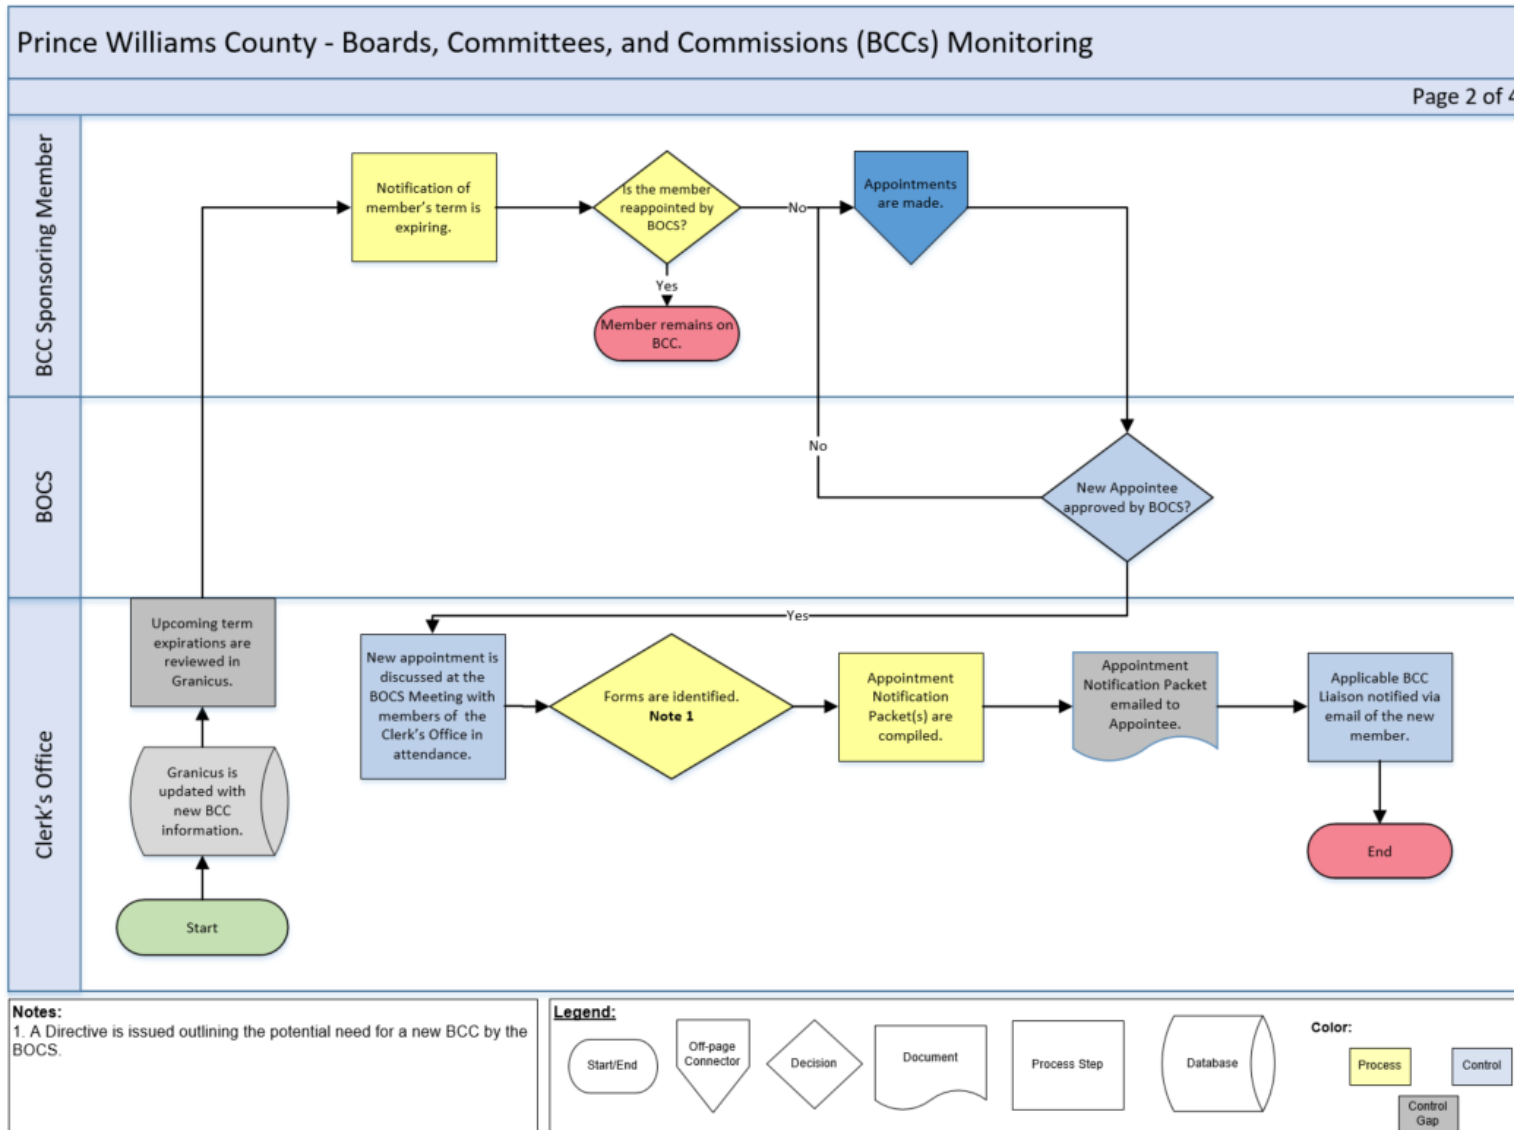 Prince Williams County - Boards, Committees, and Commissions (BCCs) Monitoring
Page 2 of 4
BCC Sponsoring Member
Notification of
member's term is
expiring.
Is the member
reappointed by
BOCS?
No
Appointments
are made.
Yes
Member remains on
BCC.
BOCS
No
New Appointee
approved by BOCS?
Yes
Clerk's Office
Upcoming term
expirations are
reviewed in
Granicus.
Granicus is
updated with
new BCC
information.
Start
New appointment is
discussed at the
BOCS Meeting with
members of the
Clerk's Office in
attendance.
Forms are identified.
Note 1
Appointment
Notification
Packet(s) are
compiled.
Appointment
Notification Packet
emailed to
Appointee.
Applicable BCC
Liaison notified via
email of the new
member.
End
Notes:
1. A Directive is issued outlining the potential need for a new BCC by the
BOCS.
Legend:
Start/End
Off-page
Connector
Decision
Document
Process Step
Database
Color:
Process
Control
Control
Gap